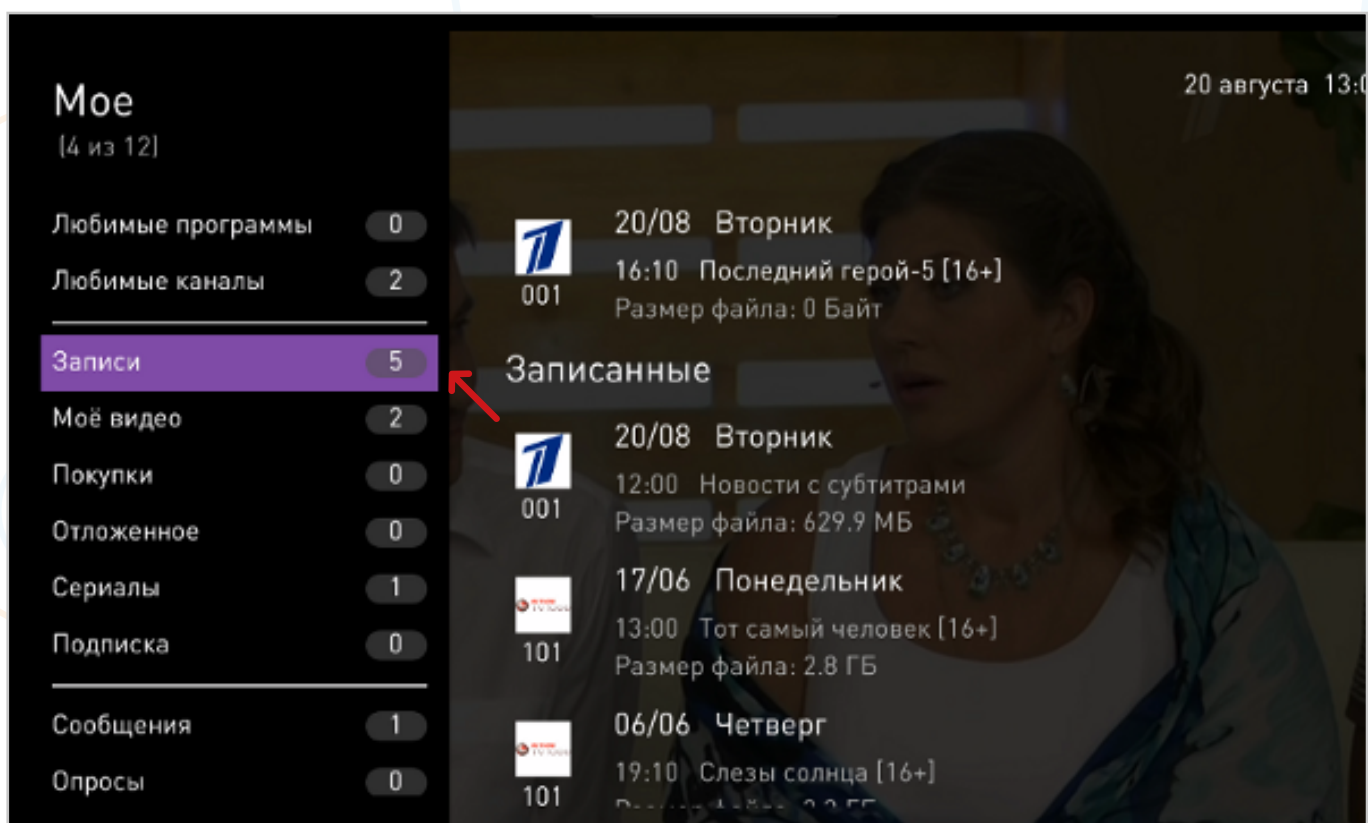 20 августа 13:0
Мое
(4 из 12)
Любимые программы 0
Любимые каналы 2
Записи 5
Моё видео 2
Покупки 0
Отложенное 0
Сериалы 1
Подписка 0
Сообщения 1
Опросы 0
20/08 Вторник
16:10 Последний герой-5 [16+]
001
Размер файла: 0 Байт
Записанные
20/08 Вторник
12:00 Новости с субтитрами
001
Размер файла: 629.9 МБ
17/06 Понедельник
13:00 Тот самый человек [16+]
101
Размер файла: 2.8 ГБ
06/06 Четверг
19:10 Слезы солнца [16+]
101